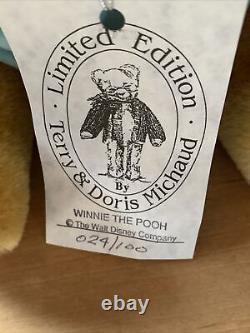 · Limited Edition ·
By
Terry & Doris Michaud
WINNIE THE POOH
© The Walt Disney Company
024/100